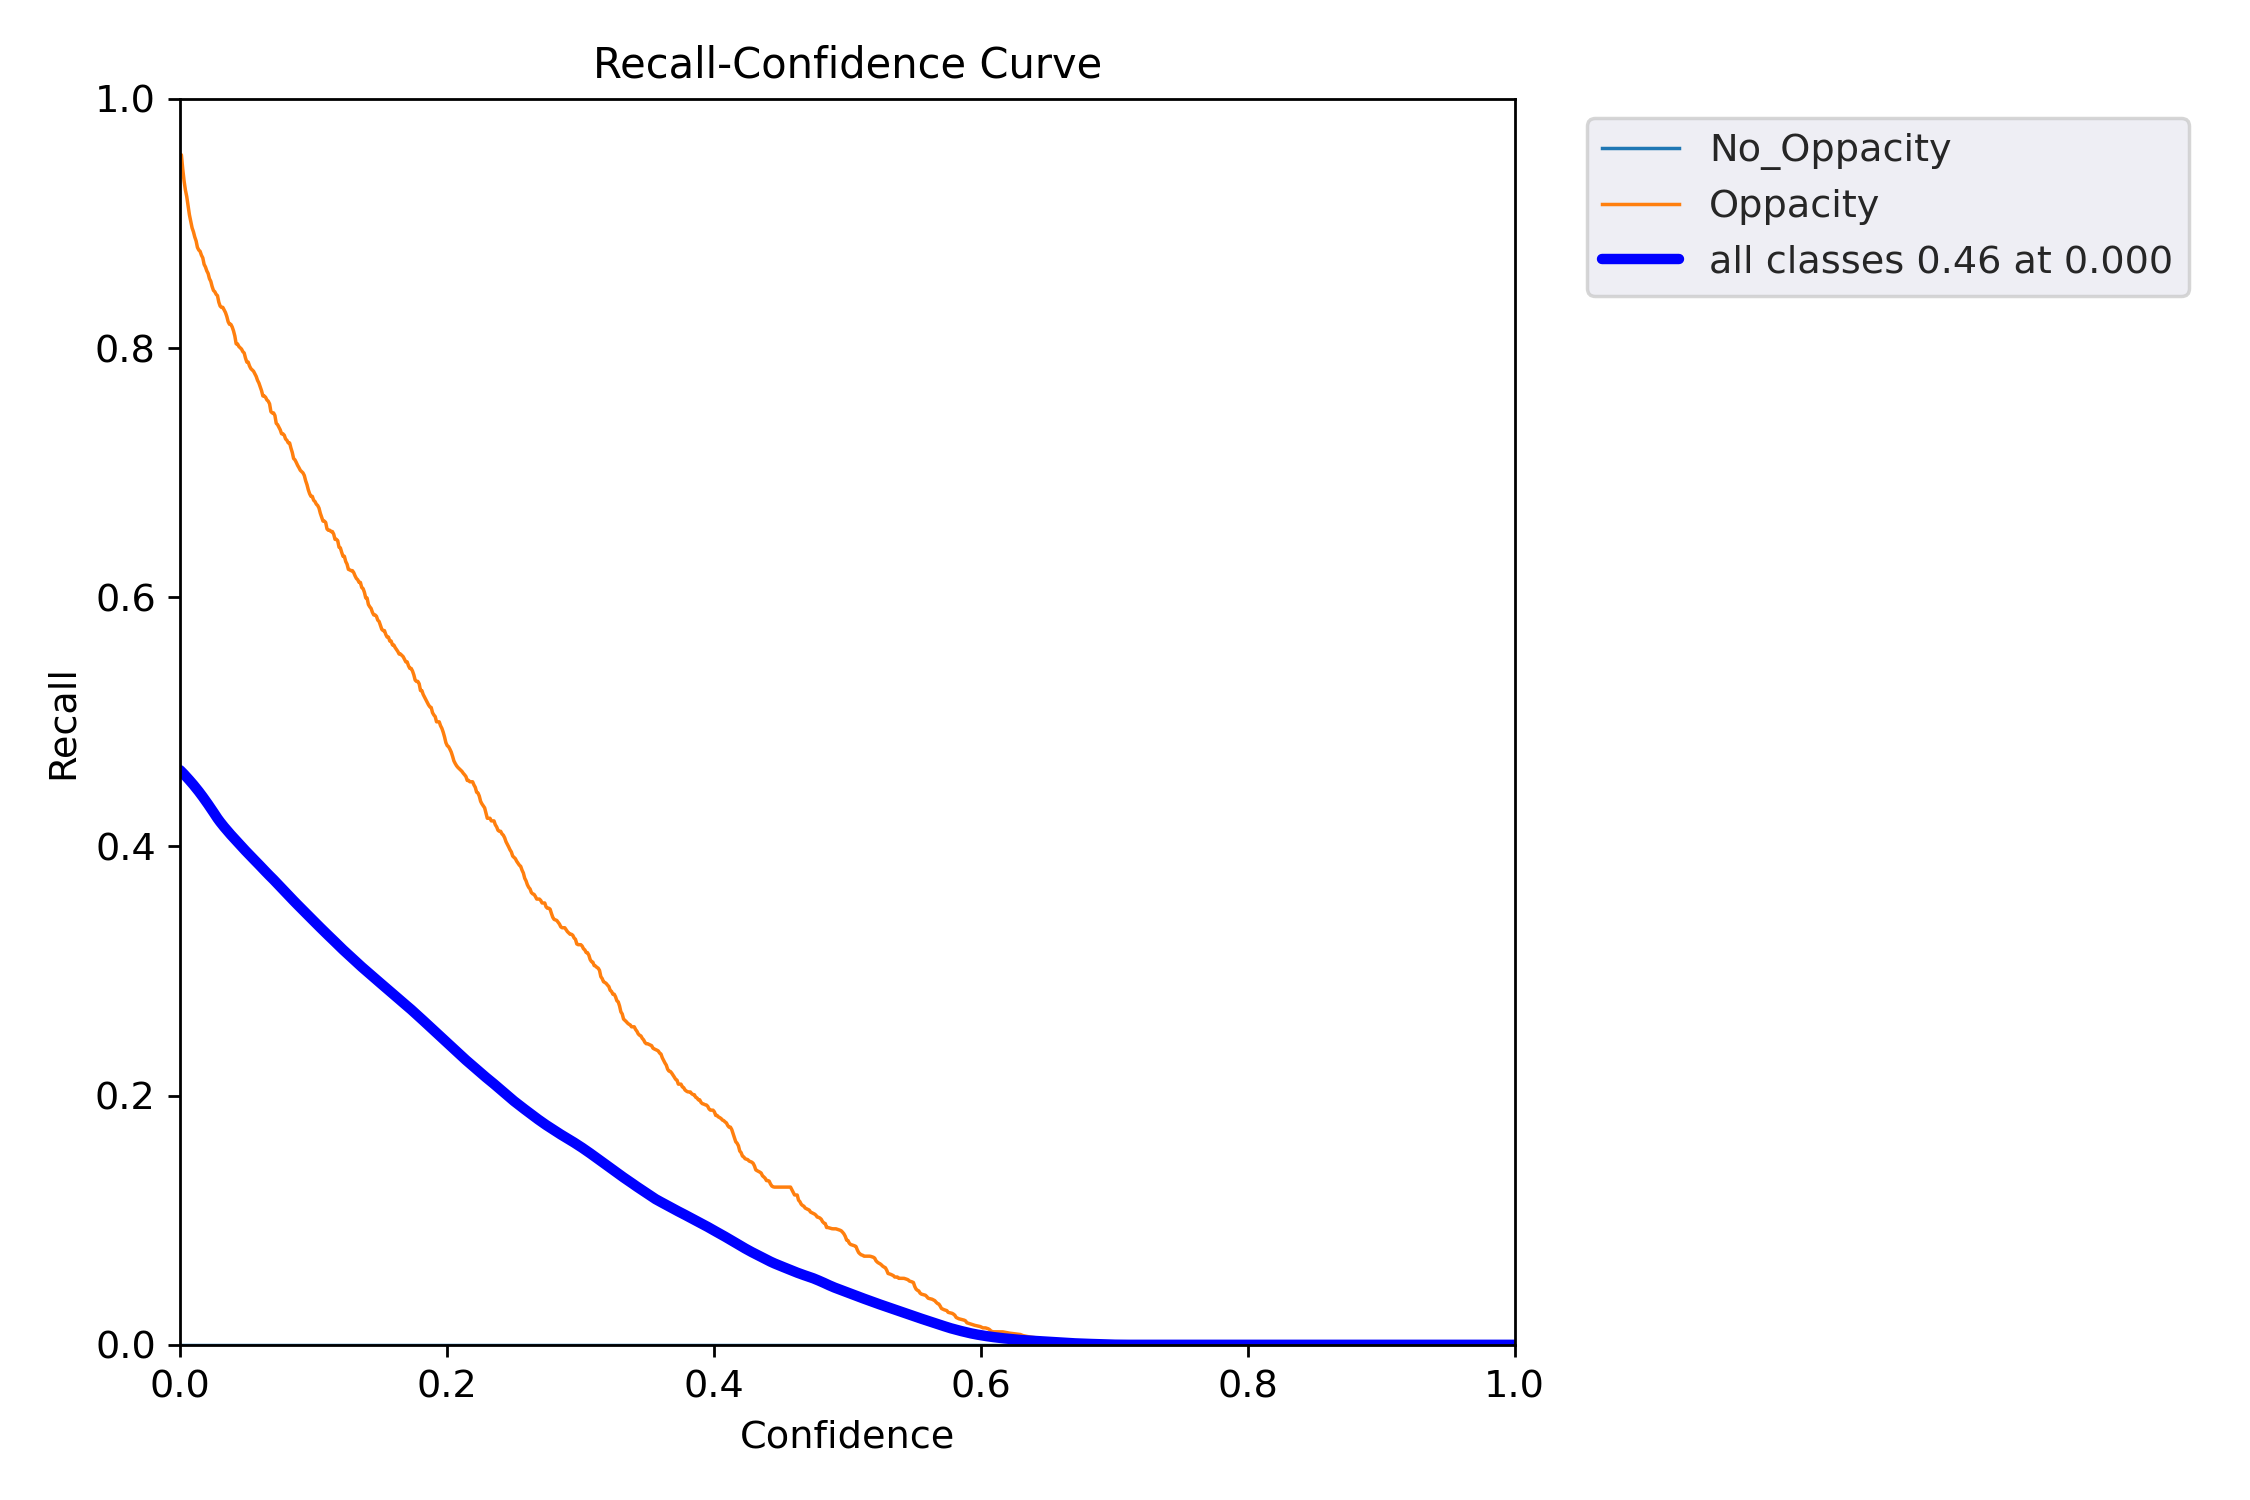 Recall-Confidence Curve
1.0
0.8
0.6
0.4
0.2
0.0
Recall
0.0 0.2 0.4 0.6 0.8 1.0
Confidence
No_Oppacity
Oppacity
all classes 0.46 at 0.000